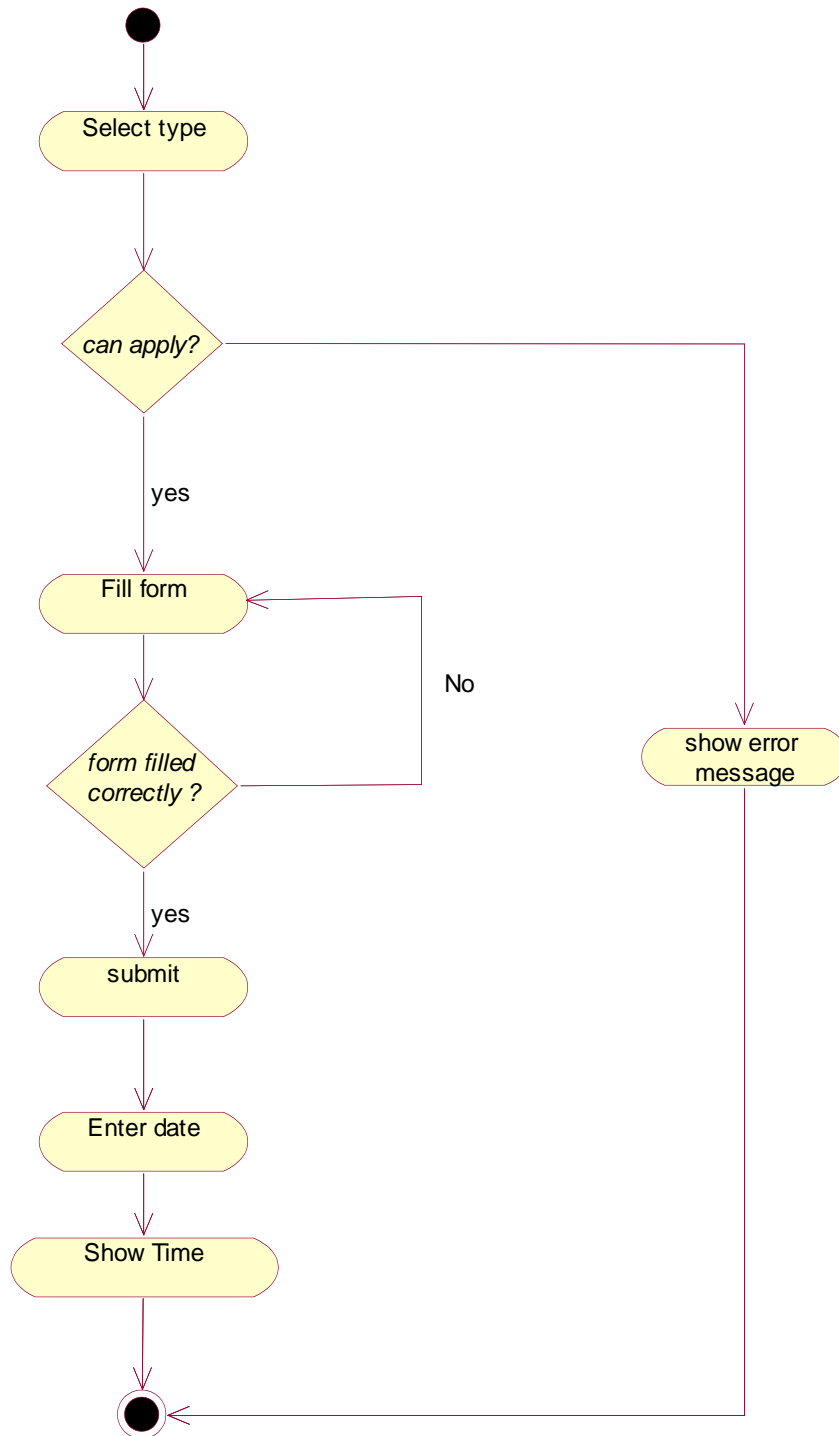 Select type
can apply?
yes
Fill form
No
form filled
correctly ?
show error
message
yes
submit
Enter date
Show Time